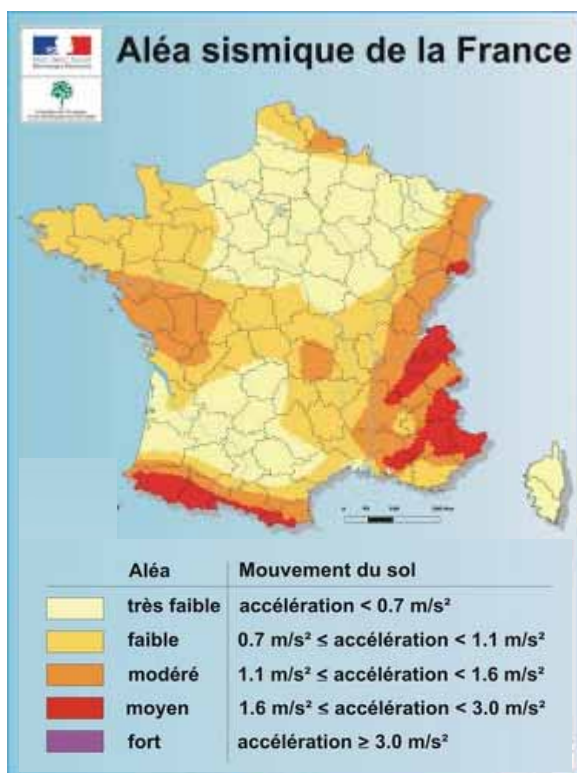 Aléa sismique de la France
Aléa Mouvement du sol
très faible accélération < 0.7 m/s²
faible 0.7 m/s² ≤ accélération < 1.1 m/s²
modéré 1.1 m/s² ≤ accélération < 1.6 m/s²
moyen 1.6 m/s² ≤ accélération < 3.0 m/s²
fort accélération ≥ 3.0 m/s²